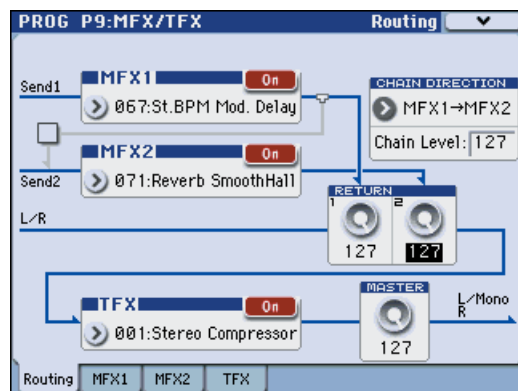 PROG P9:MFX/TFX Routing
MFX1 On
Send1
067:St.BPM Mod. Delay
CHAIN DIRECTION
MFX1→MFX2
Chain Level: 127
MFX2 On
071:Reverb SmoothHall
Send2
RETURN
1 2
L/R
127 127
TFX On
001:Stereo Compressor
MASTER
127
L/Mono
R
Routing MFX1 MFX2 TFX